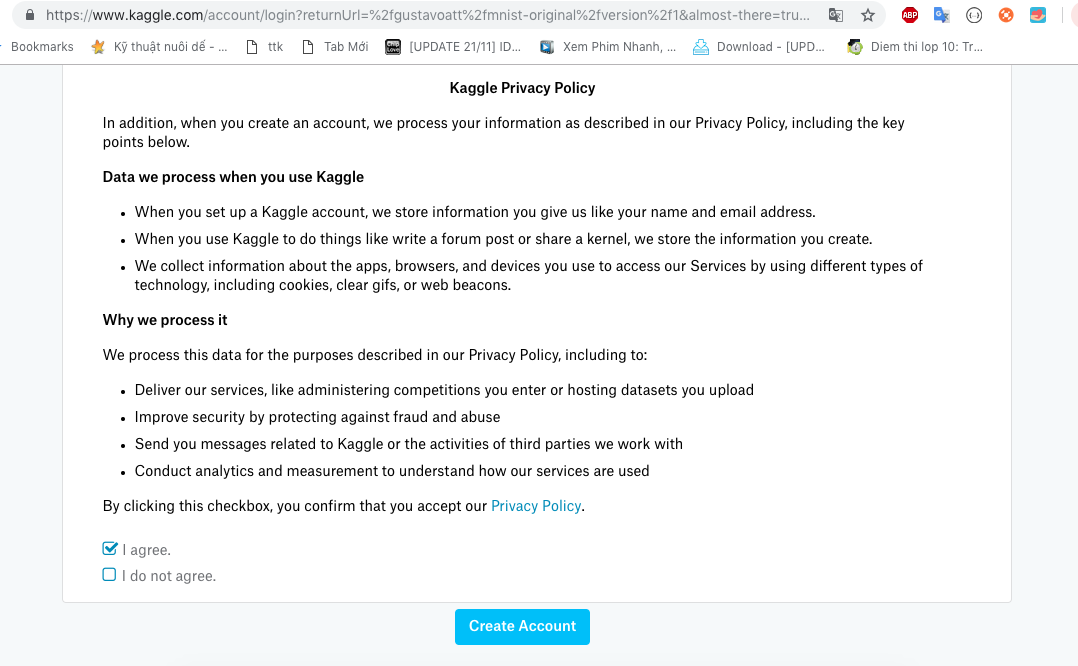 https://www.kaggle.com/account/login?returnUrl=%2fgustavoatt%2fmnist-original%2fversion%2f1&almost-there=tru...
ABP
Bookmarks Kỹ thuật nuôi dế - ... ttk Tab Mới [UPDATE 21/11] ID... Xem Phim Nhanh, ... Download - [UPD... Diem thi lop 10: Tr...
Kaggle Privacy Policy
In addition, when you create an account, we process your information as described in our Privacy Policy, including the key
points below.
Data we process when you use Kaggle
• When you set up a Kaggle account, we store information you give us like your name and email address.
• When you use Kaggle to do things like write a forum post or share a kernel, we store the information you create.
• We collect information about the apps, browsers, and devices you use to access our Services by using different types of
technology, including cookies, clear gifs, or web beacons.
Why we process it
We process this data for the purposes described in our Privacy Policy, including to:
• Deliver our services, like administering competitions you enter or hosting datasets you upload
• Improve security by protecting against fraud and abuse
• Send you messages related to Kaggle or the activities of third parties we work with
• Conduct analytics and measurement to understand how our services are used
By clicking this checkbox, you confirm that you accept our Privacy Policy.
I agree.
I do not agree.
Create Account